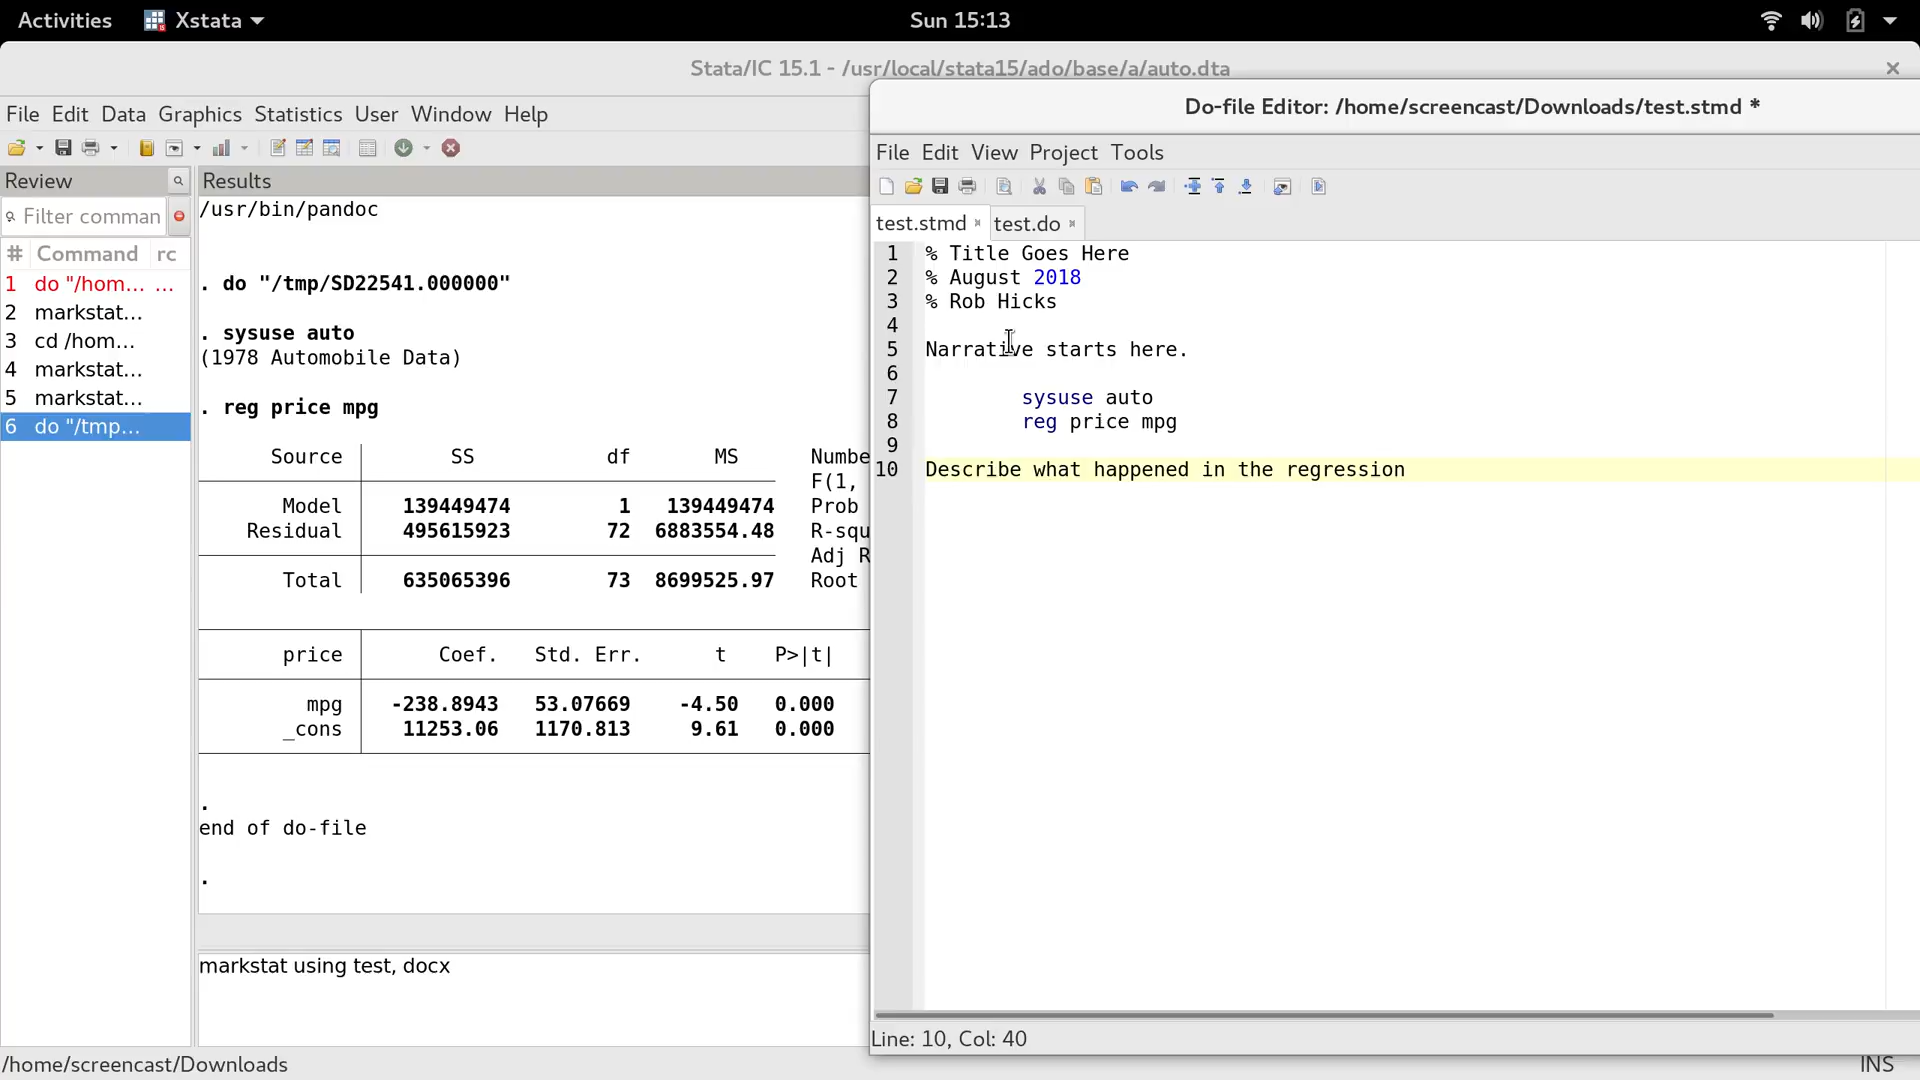 Activities Xstata Sun 15:13
Stata/IC 15.1 - /usr/local/stata15/ado/base/a/auto.dta
File Edit Data Graphics Statistics User Window Help
Review
Filter comman
# Command rc
1 do "/hom... ...
2 markstat...
3 cd /hom...
4 markstat...
5 markstat...
6 do "/tmp...
Results
/usr/bin/pandoc
. do "/tmp/SD22541.000000"
. sysuse auto
(1978 Automobile Data)
. reg price mpg
Source SS df MS Numbe
F(1,
Model 139449474 1 139449474 Prob
Residual 495615923 72 6883554.48 R-squ
Adj R
Total 635065396 73 8699525.97 Root
price Coef. Std. Err. t P>|t|
mpg -238.8943 53.07669 -4.50 0.000
_cons 11253.06 1170.813 9.61 0.000
.
end of do-file
.
markstat using test, docx
/home/screencast/Downloads
Do-file Editor: /home/screencast/Downloads/test.stmd *
File Edit View Project Tools
test.stmd test.do
1 % Title Goes Here
2 % August 2018
3 % Rob Hicks
4
5 Narrative starts here.
6
7 sysuse auto
8 reg price mpg
9
10 Describe what happened in the regression
Line: 10, Col: 40
INS